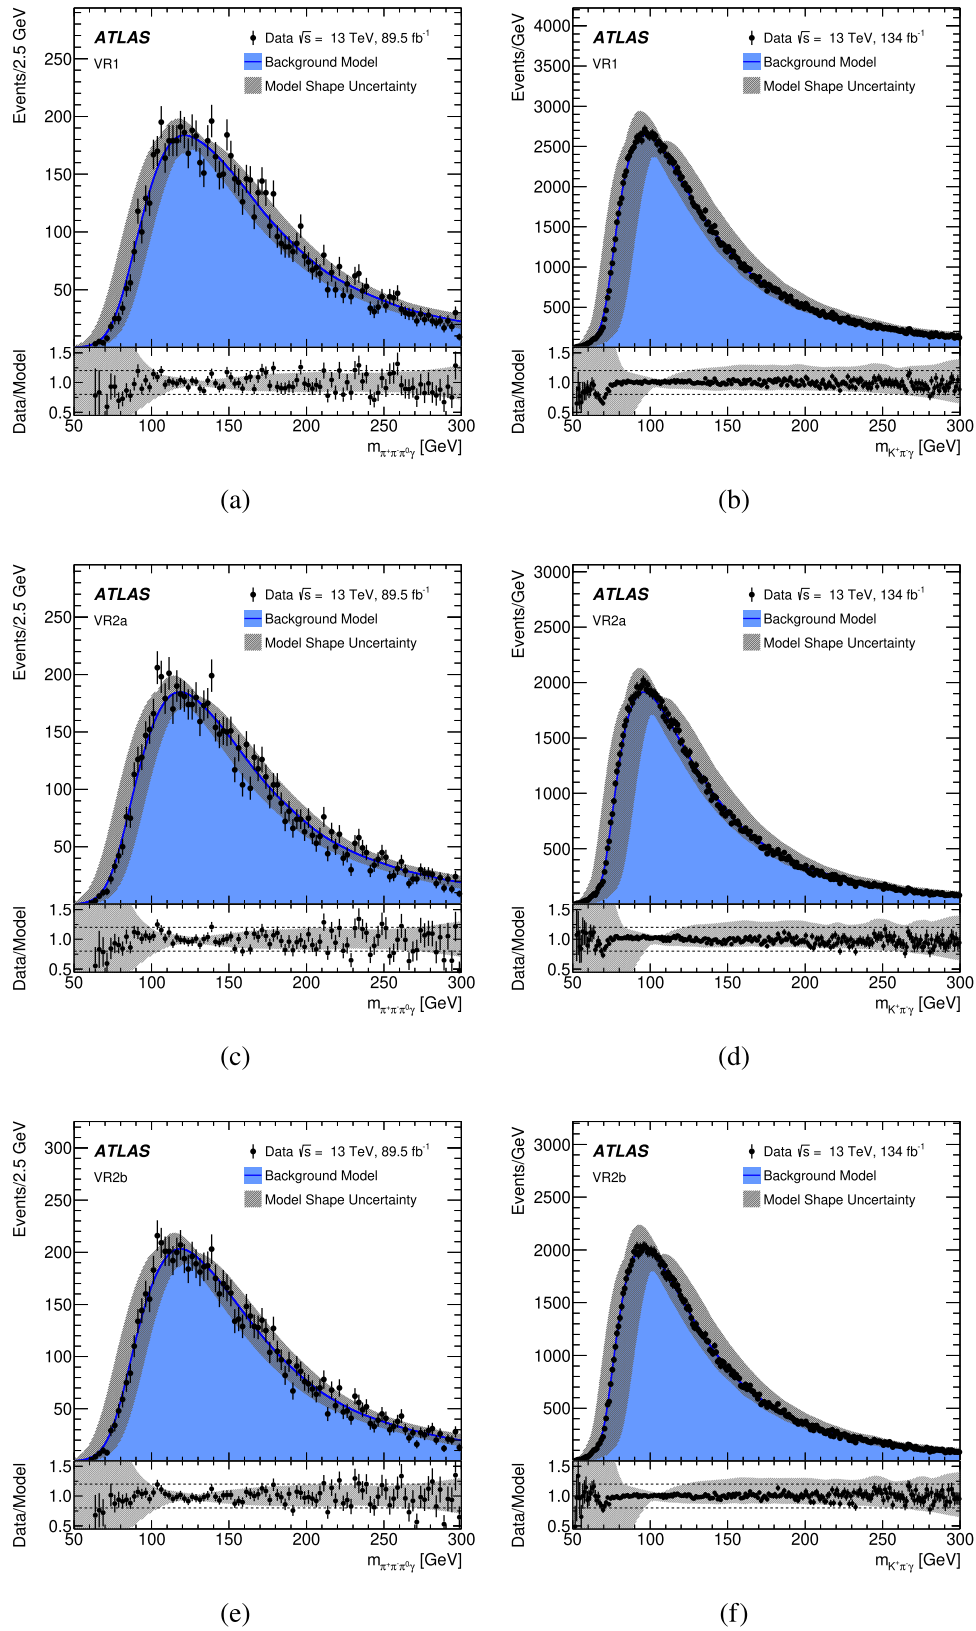 Events/2.5 GeV
ATLAS
VR1
Data √s = 13 TeV, 89.5 fb⁻¹
Background Model
Model Shape Uncertainty
250
200
150
100
50
Data/Model
1.5
1.0
0.5
50 100 150 200 250 300
m_π⁺π⁻π⁰γ [GeV]
(a)
Events/GeV
ATLAS
VR1
Data √s = 13 TeV, 134 fb⁻¹
Background Model
Model Shape Uncertainty
4000
3500
3000
2500
2000
1500
1000
500
Data/Model
1.5
1.0
0.5
50 100 150 200 250 300
m_K⁺π⁻γ [GeV]
(b)
Events/2.5 GeV
ATLAS
VR2a
Data √s = 13 TeV, 89.5 fb⁻¹
Background Model
Model Shape Uncertainty
250
200
150
100
50
Data/Model
1.5
1.0
0.5
50 100 150 200 250 300
m_π⁺π⁻π⁰γ [GeV]
(c)
Events/GeV
ATLAS
VR2a
Data √s = 13 TeV, 134 fb⁻¹
Background Model
Model Shape Uncertainty
3000
2500
2000
1500
1000
500
Data/Model
1.5
1.0
0.5
50 100 150 200 250 300
m_K⁺π⁻γ [GeV]
(d)
Events/2.5 GeV
ATLAS
VR2b
Data √s = 13 TeV, 89.5 fb⁻¹
Background Model
Model Shape Uncertainty
300
250
200
150
100
50
Data/Model
1.5
1.0
0.5
50 100 150 200 250 300
m_π⁺π⁻π⁰γ [GeV]
(e)
Events/GeV
ATLAS
VR2b
Data √s = 13 TeV, 134 fb⁻¹
Background Model
Model Shape Uncertainty
3000
2500
2000
1500
1000
500
Data/Model
1.5
1.0
0.5
50 100 150 200 250 300
m_K⁺π⁻γ [GeV]
(f)